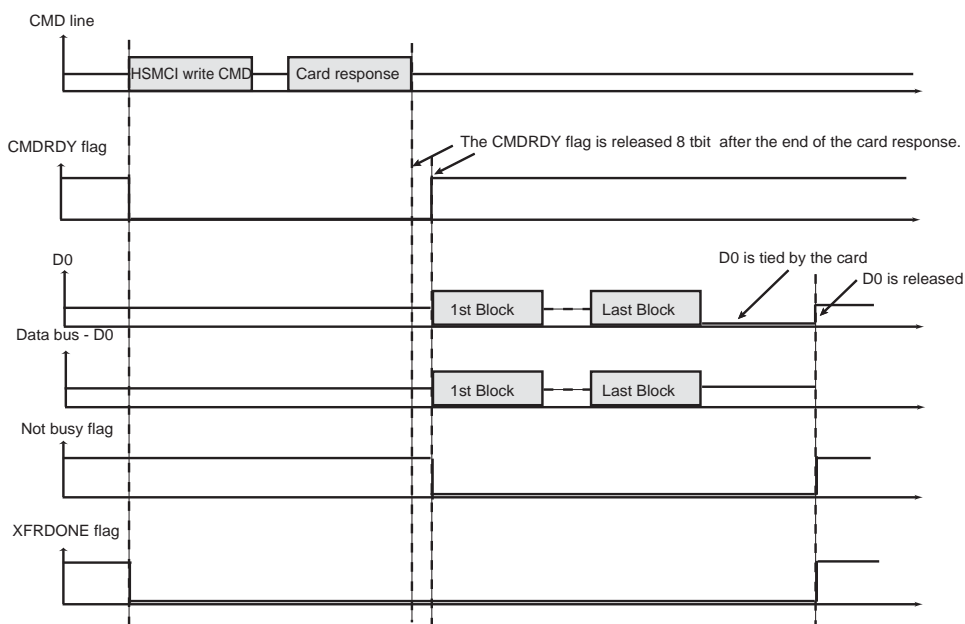 CMD line
HSMCI write CMD
Card response
The CMDRDY flag is released 8 tbit after the end of the card response.
CMDRDY flag
D0
D0 is tied by the card
D0 is released
1st Block
Last Block
Data bus - D0
1st Block
Last Block
Not busy flag
XFRDONE flag